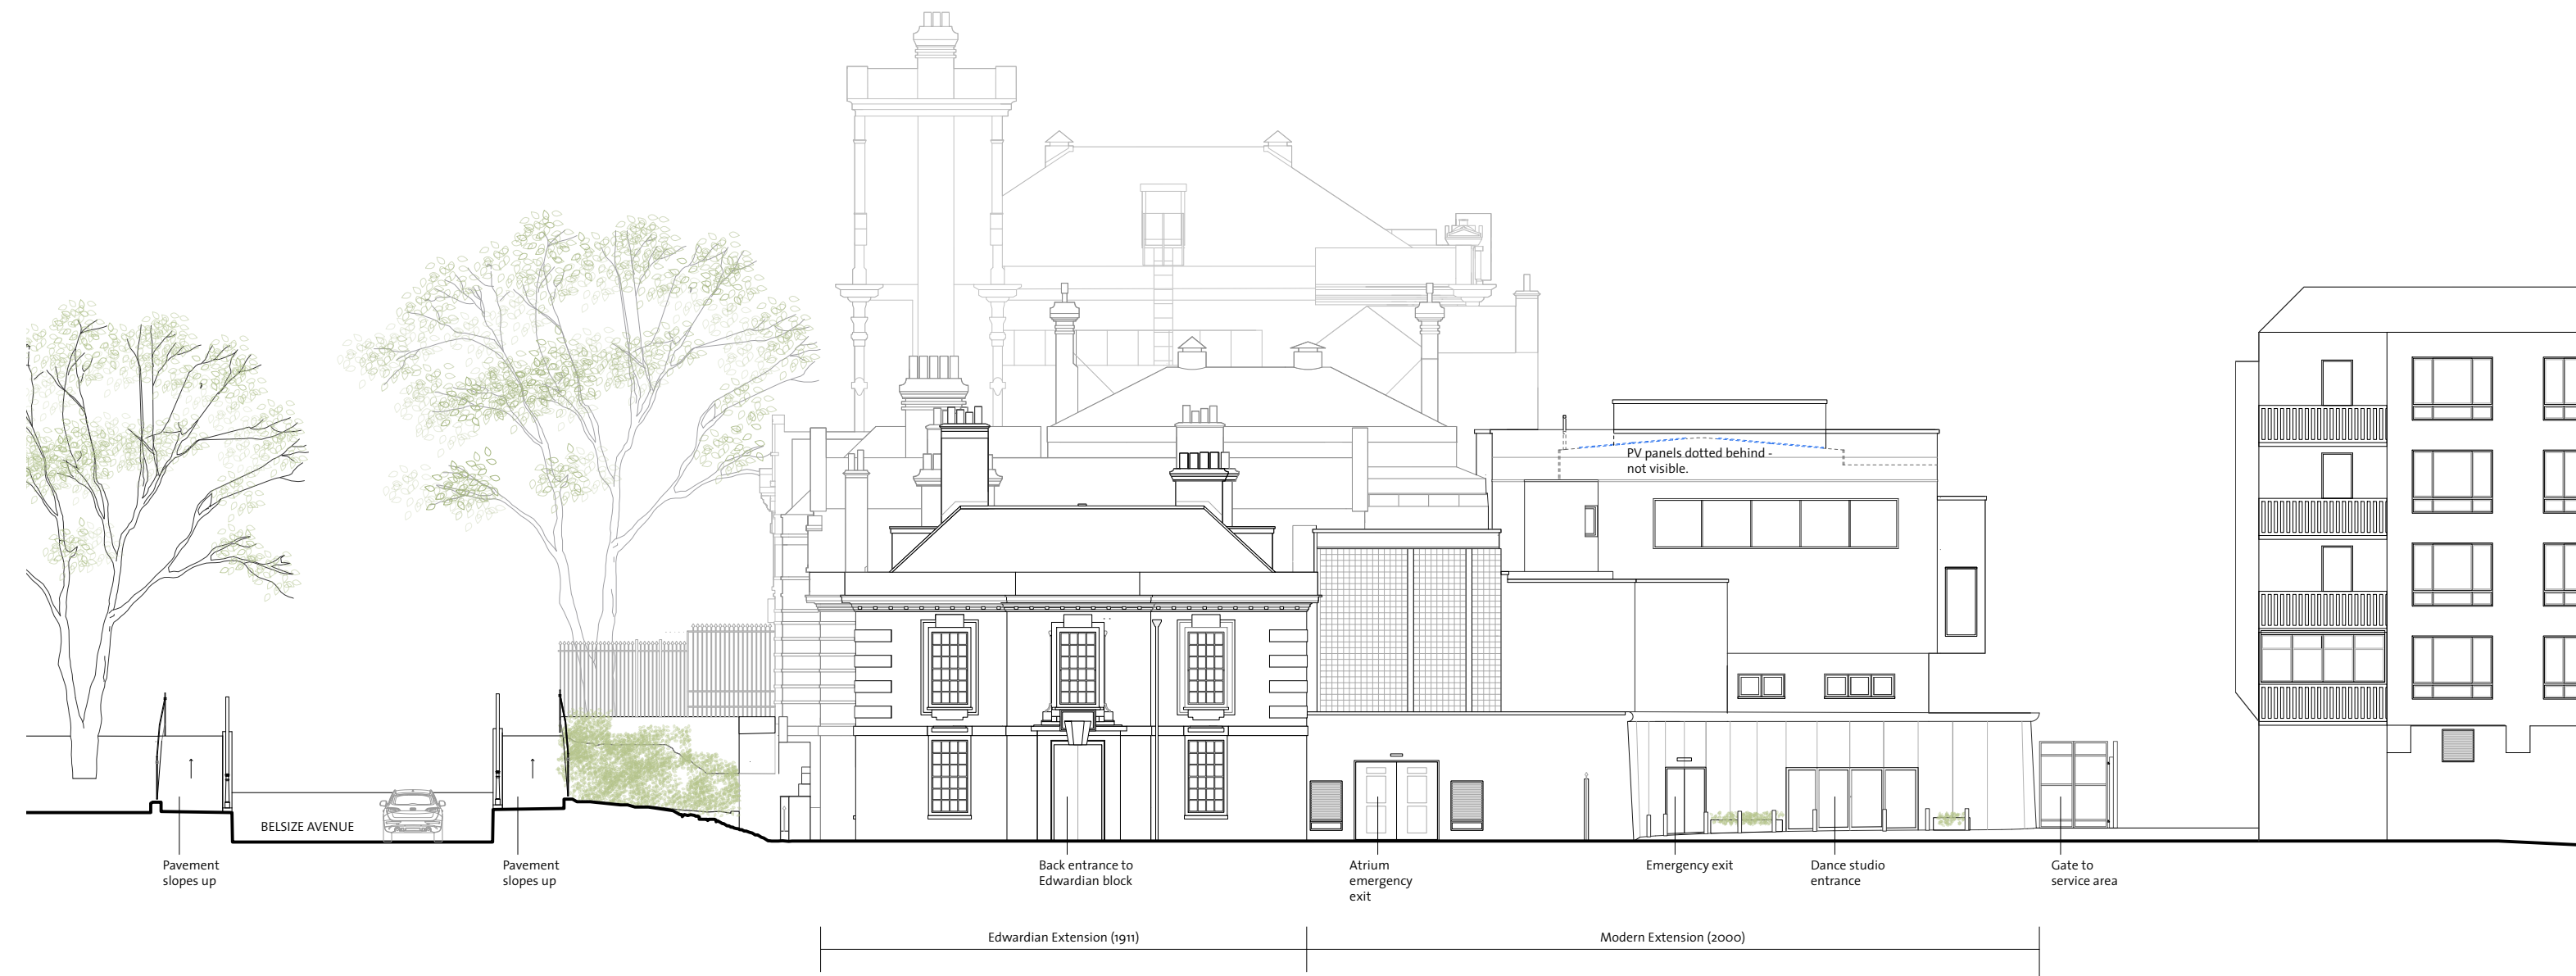 PV panels dotted behind -
not visible.
BELSIZE AVENUE
Pavement
slopes up
Pavement
slopes up
Back entrance to
Edwardian block
Atrium
emergency
exit
Emergency exit
Dance studio
entrance
Gate to
service area
Edwardian Extension (1911)
Modern Extension (2000)